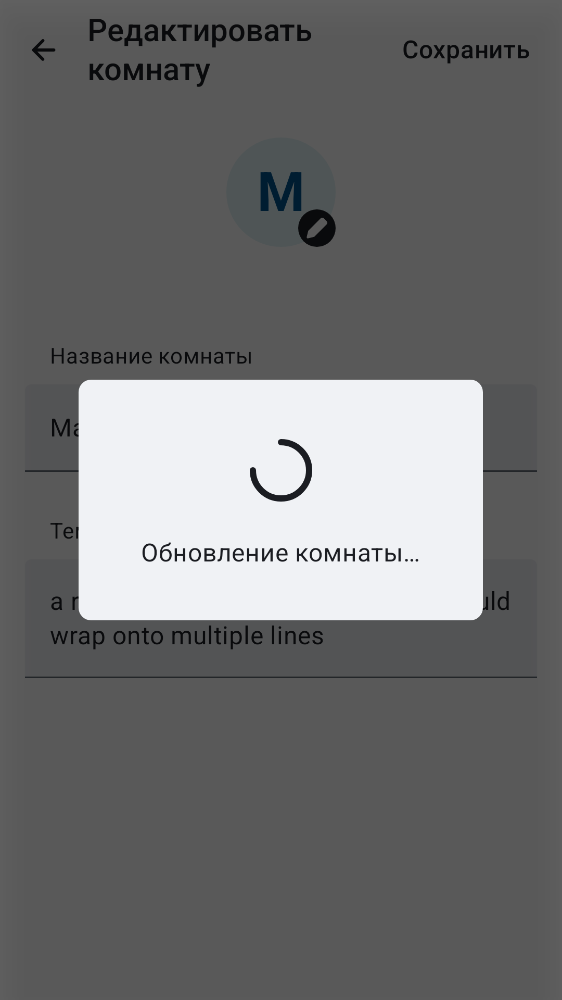 Редактировать
комнату
Сохранить
M
Название комнаты
Обновление комнаты…
a
wrap onto multiple lines